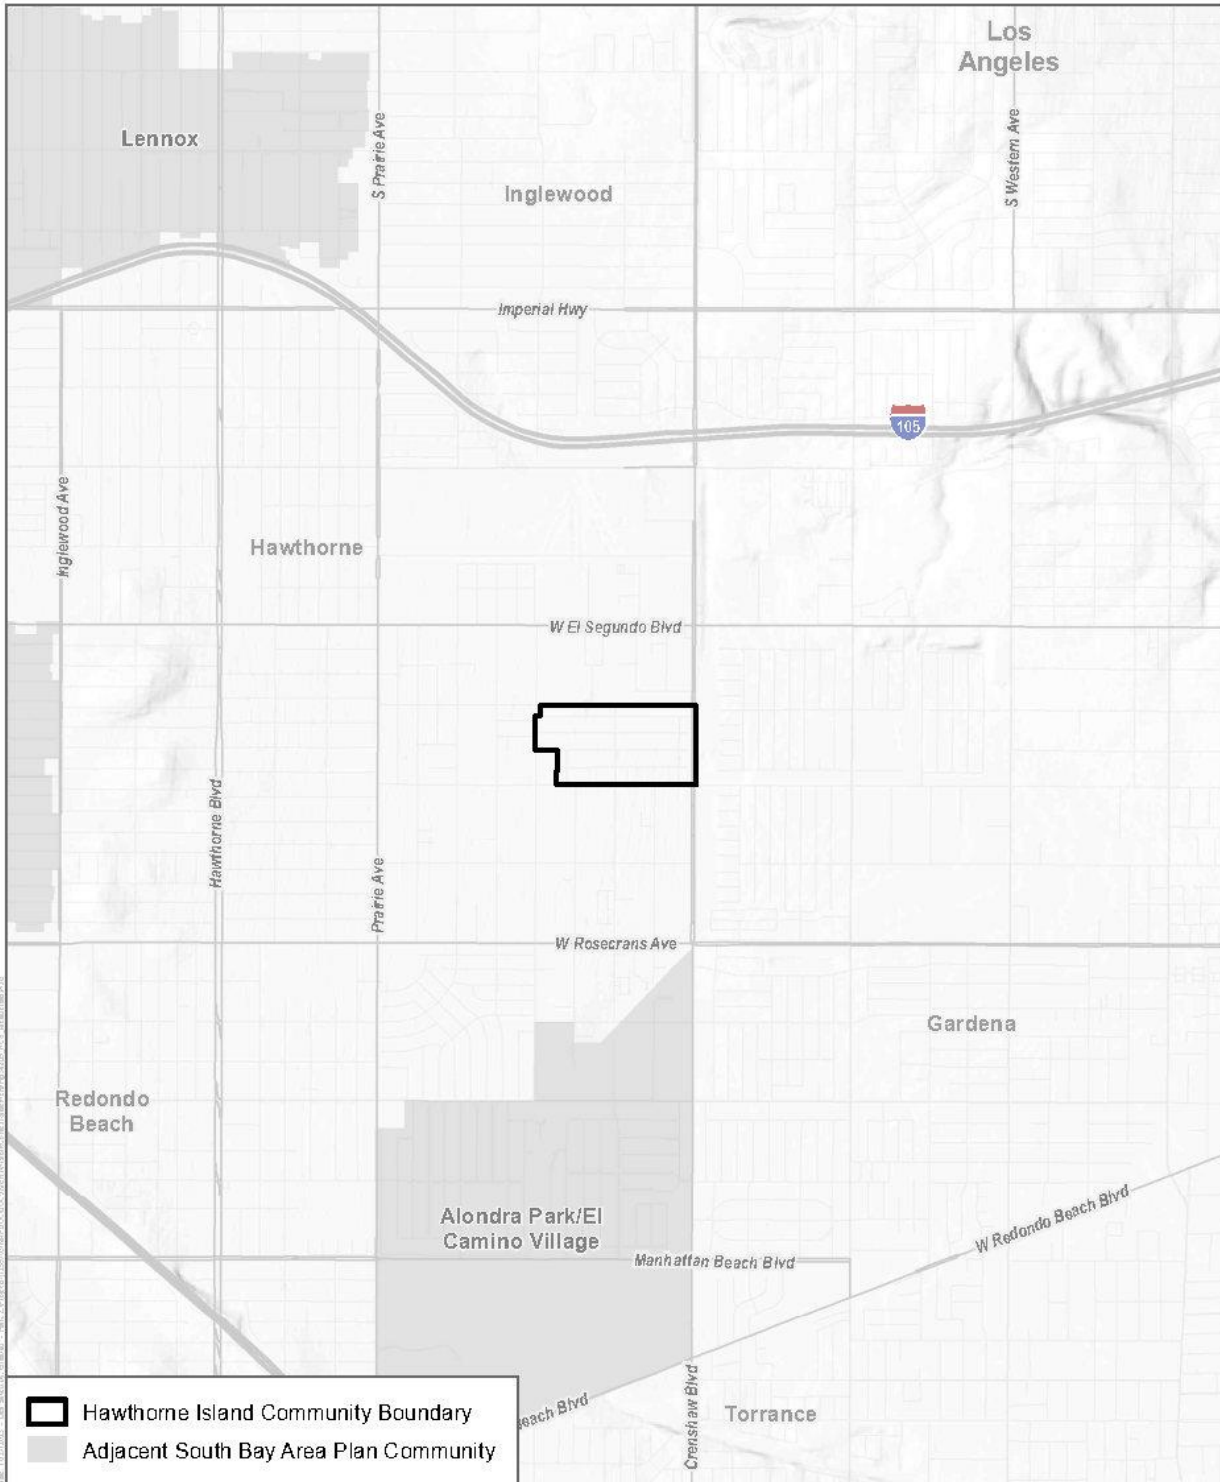 Los
Angeles
Lennox
S Prairie Ave
S Western Ave
Inglewood
Imperial Hwy
105
Inglewood Ave
Hawthorne
W El Segundo Blvd
Hawthorne Blvd
Prairie Ave
W Rosecrans Ave
Gardena
Redondo
Beach
Alondra Park/El
Camino Village
W Redondo Beach Blvd
Manhattan Beach Blvd
Crenshaw Blvd
Beach Blvd
Torrance
Hawthorne Island Community Boundary
Adjacent South Bay Area Plan Community